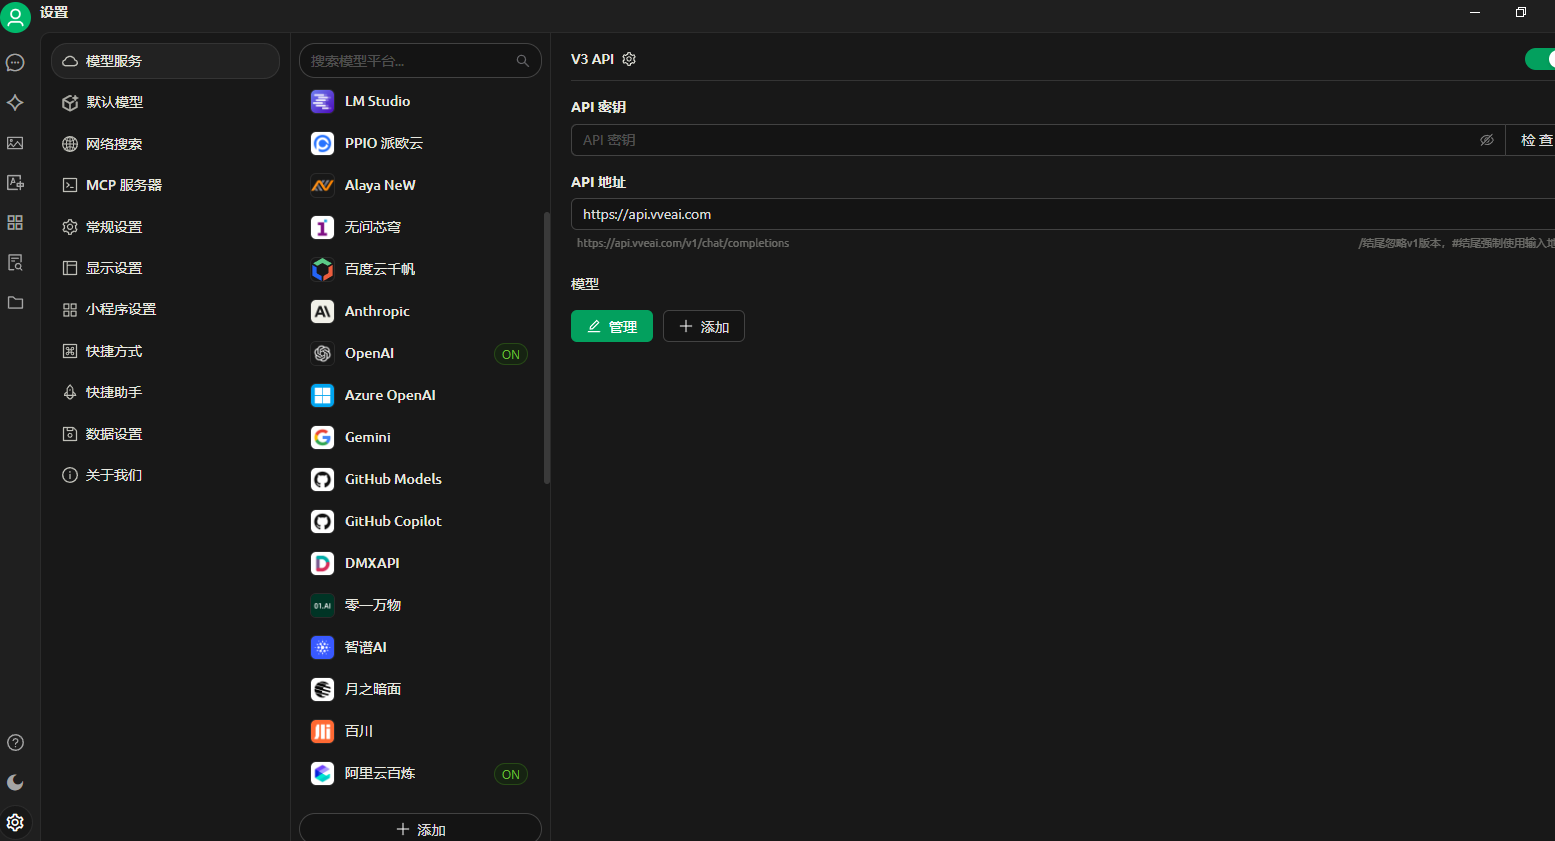 设置
模型服务
默认模型
网络搜索
MCP 服务器
常规设置
显示设置
小程序设置
快捷方式
快捷助手
数据设置
关于我们
搜索模型平台...
LM Studio
PPIO 派欧云
Alaya NeW
无问芯穹
百度云千帆
Anthropic
OpenAI ON
Azure OpenAI
Gemini
GitHub Models
GitHub Copilot
DMXAPI
01.AI 零一万物
智谱AI
月之暗面
百川
阿里云百炼 ON
添加
V3 API
API 密钥
API 密钥 检 查
API 地址
https://api.vveai.com
https://api.vveai.com/v1/chat/completions /结尾忽略v1版本，#结尾强制使用输入地
模型
管理 添加